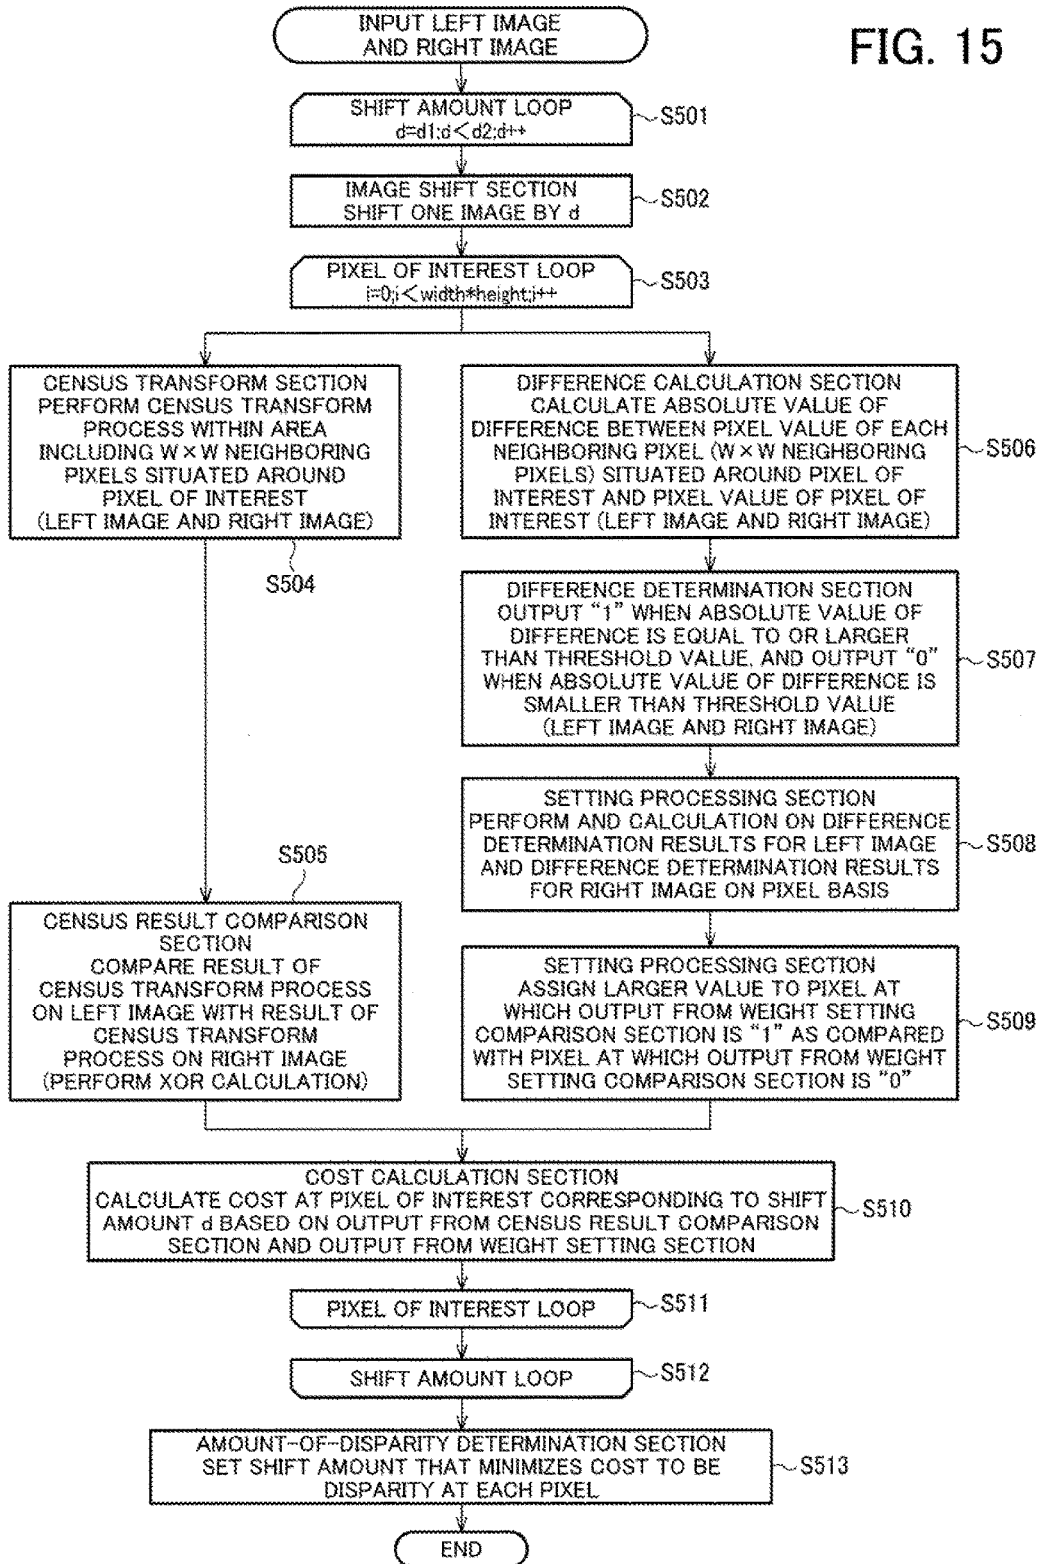 INPUT LEFT IMAGE
AND RIGHT IMAGE
FIG. 15
SHIFT AMOUNT LOOP
d=d1;d<d2;d++
S501
IMAGE SHIFT SECTION
SHIFT ONE IMAGE BY d
S502
PIXEL OF INTEREST LOOP
i=0;i<width*height;i++
S503
CENSUS TRANSFORM SECTION
PERFORM CENSUS TRANSFORM
PROCESS WITHIN AREA
INCLUDING W×W NEIGHBORING
PIXELS SITUATED AROUND
PIXEL OF INTEREST
(LEFT IMAGE AND RIGHT IMAGE)
S504
S505
CENSUS RESULT COMPARISON
SECTION
COMPARE RESULT OF
CENSUS TRANSFORM PROCESS
ON LEFT IMAGE WITH RESULT OF
CENSUS TRANSFORM
PROCESS ON RIGHT IMAGE
(PERFORM XOR CALCULATION)
DIFFERENCE CALCULATION SECTION
CALCULATE ABSOLUTE VALUE OF
DIFFERENCE BETWEEN PIXEL VALUE OF EACH
NEIGHBORING PIXEL (W×W NEIGHBORING
PIXELS) SITUATED AROUND PIXEL OF
INTEREST AND PIXEL VALUE OF PIXEL OF
INTEREST (LEFT IMAGE AND RIGHT IMAGE)
S506
DIFFERENCE DETERMINATION SECTION
OUTPUT “1” WHEN ABSOLUTE VALUE OF
DIFFERENCE IS EQUAL TO OR LARGER
THAN THRESHOLD VALUE, AND OUTPUT “0”
WHEN ABSOLUTE VALUE OF DIFFERENCE IS
SMALLER THAN THRESHOLD VALUE
(LEFT IMAGE AND RIGHT IMAGE)
S507
SETTING PROCESSING SECTION
PERFORM AND CALCULATION ON DIFFERENCE
DETERMINATION RESULTS FOR LEFT IMAGE
AND DIFFERENCE DETERMINATION RESULTS
FOR RIGHT IMAGE ON PIXEL BASIS
S508
SETTING PROCESSING SECTION
ASSIGN LARGER VALUE TO PIXEL AT
WHICH OUTPUT FROM WEIGHT SETTING
COMPARISON SECTION IS “1” AS COMPARED
WITH PIXEL AT WHICH OUTPUT FROM WEIGHT
SETTING COMPARISON SECTION IS “0”
S509
COST CALCULATION SECTION
CALCULATE COST AT PIXEL OF INTEREST CORRESPONDING TO SHIFT
AMOUNT d BASED ON OUTPUT FROM CENSUS RESULT COMPARISON
SECTION AND OUTPUT FROM WEIGHT SETTING SECTION
S510
PIXEL OF INTEREST LOOP
S511
SHIFT AMOUNT LOOP
S512
AMOUNT-OF-DISPARITY DETERMINATION SECTION
SET SHIFT AMOUNT THAT MINIMIZES COST TO BE
DISPARITY AT EACH PIXEL
S513
END